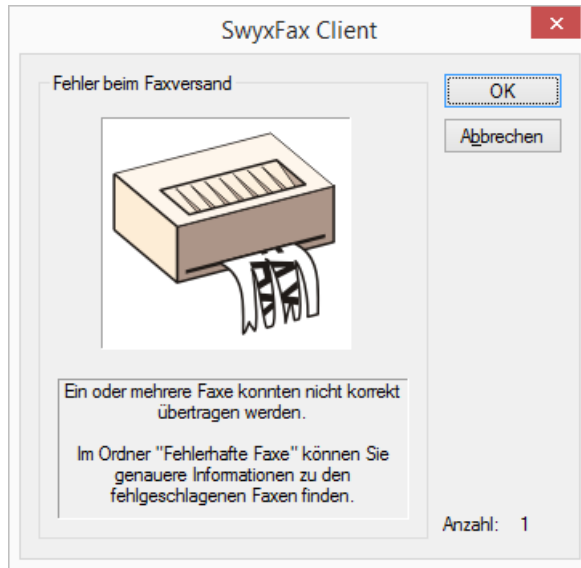 SwyxFax Client
Fehler beim Faxversand
OK
Abbrechen
FAX
Ein oder mehrere Faxe konnten nicht korrekt
übertragen werden.
Im Ordner "Fehlerhafte Faxe" können Sie
genauere Informationen zu den
fehlgeschlagenen Faxen finden.
Anzahl: 1